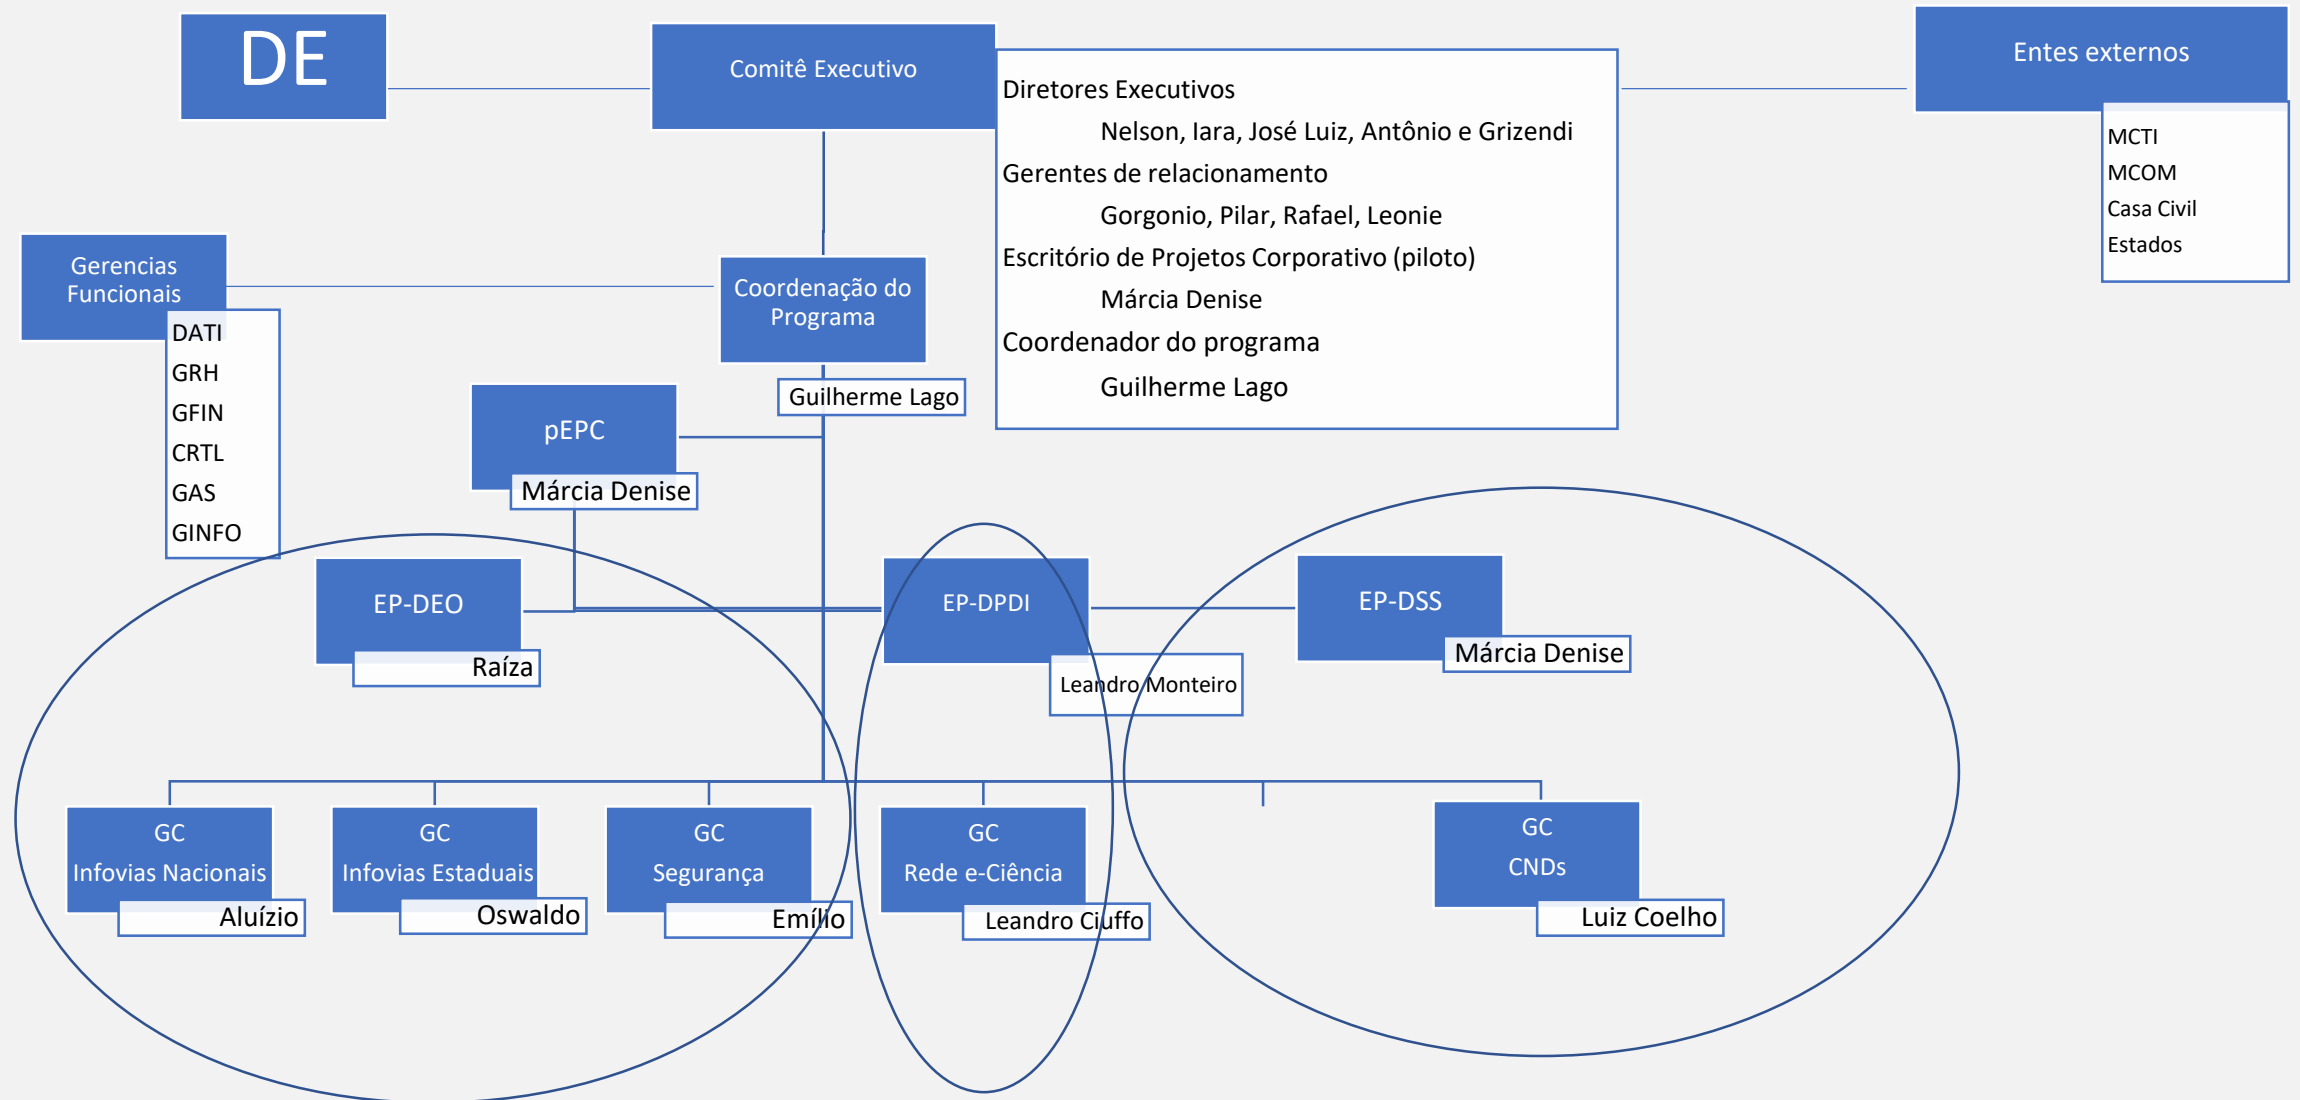 DE
Comitê Executivo
Diretores Executivos
Nelson, Iara, José Luiz, Antônio e Grizendi
Gerentes de relacionamento
Gorgonio, Pilar, Rafael, Leonie
Escritório de Projetos Corporativo (piloto)
Márcia Denise
Coordenador do programa
Guilherme Lago
Entes externos
MCTI
MCOM
Casa Civil
Estados
Gerencias
Funcionais
DATI
GRH
GFIN
CRTL
GAS
GINFO
Coordenação do
Programa
Guilherme Lago
pEPC
Márcia Denise
EP-DEO
Raíza
EP-DPDI
Leandro Monteiro
EP-DSS
Márcia Denise
GC
Infovias Nacionais
Aluízio
GC
Infovias Estaduais
Oswaldo
GC
Segurança
Emílio
GC
Rede e-Ciência
Leandro Ciuffo
GC
CNDs
Luiz Coelho